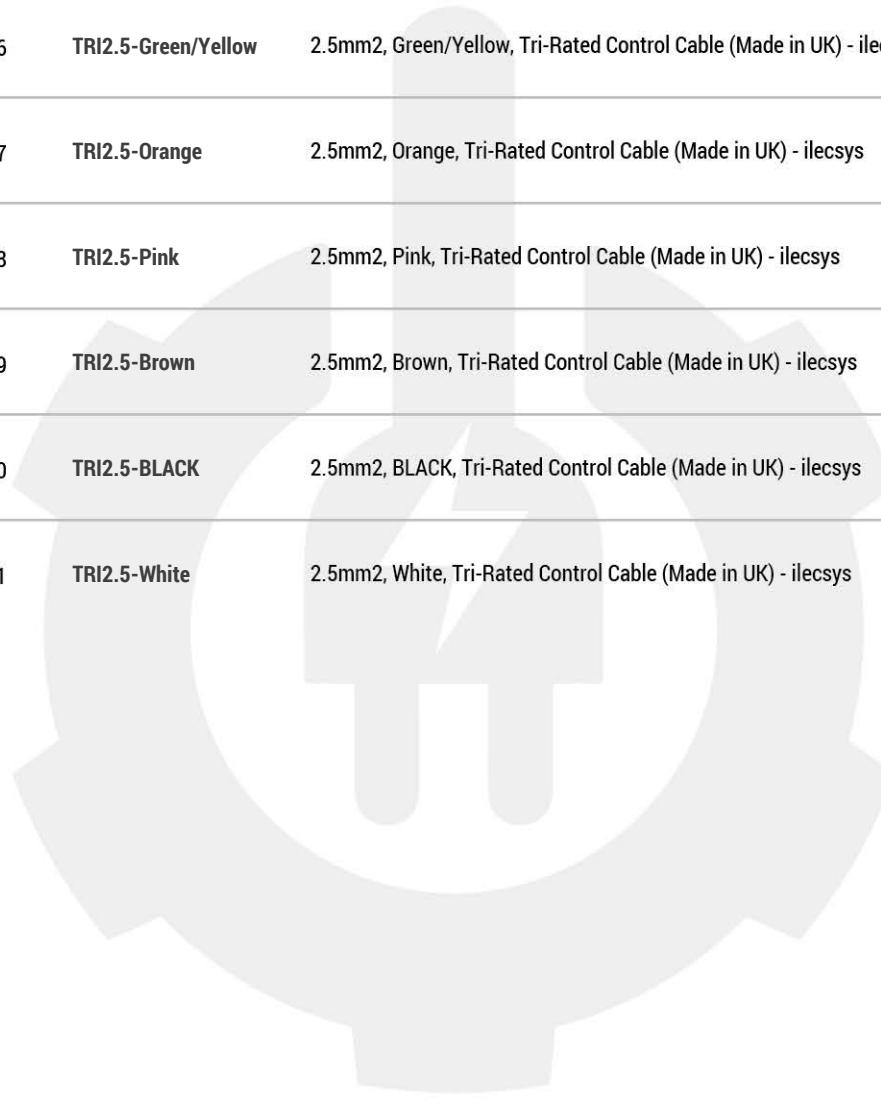 6 TRI2.5-Green/Yellow 2.5mm2, Green/Yellow, Tri-Rated Control Cable (Made in UK) -
7 TRI2.5-Orange 2.5mm2, Orange, Tri-Rated Control Cable (Made in UK) - ilecsys
8 TRI2.5-Pink 2.5mm2, Pink, Tri-Rated Control Cable (Made in UK) - ilecsys
9 TRI2.5-Brown 2.5mm2, Brown, Tri-Rated Control Cable (Made in UK) - ilecsys
0 TRI2.5-BLACK 2.5mm2, BLACK, Tri-Rated Control Cable (Made in UK) - ilecsys
1 TRI2.5-White 2.5mm2, White, Tri-Rated Control Cable (Made in UK) - ilecsys